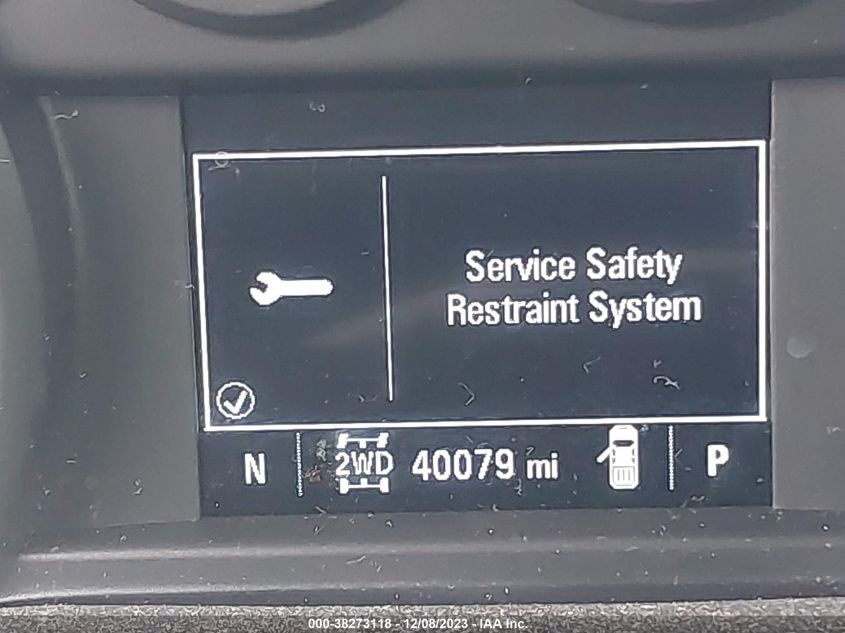 Service Safety
Restraint System
N 2WD 40079 mi P
000-38273118 - 12/08/2023 - IAA Inc.